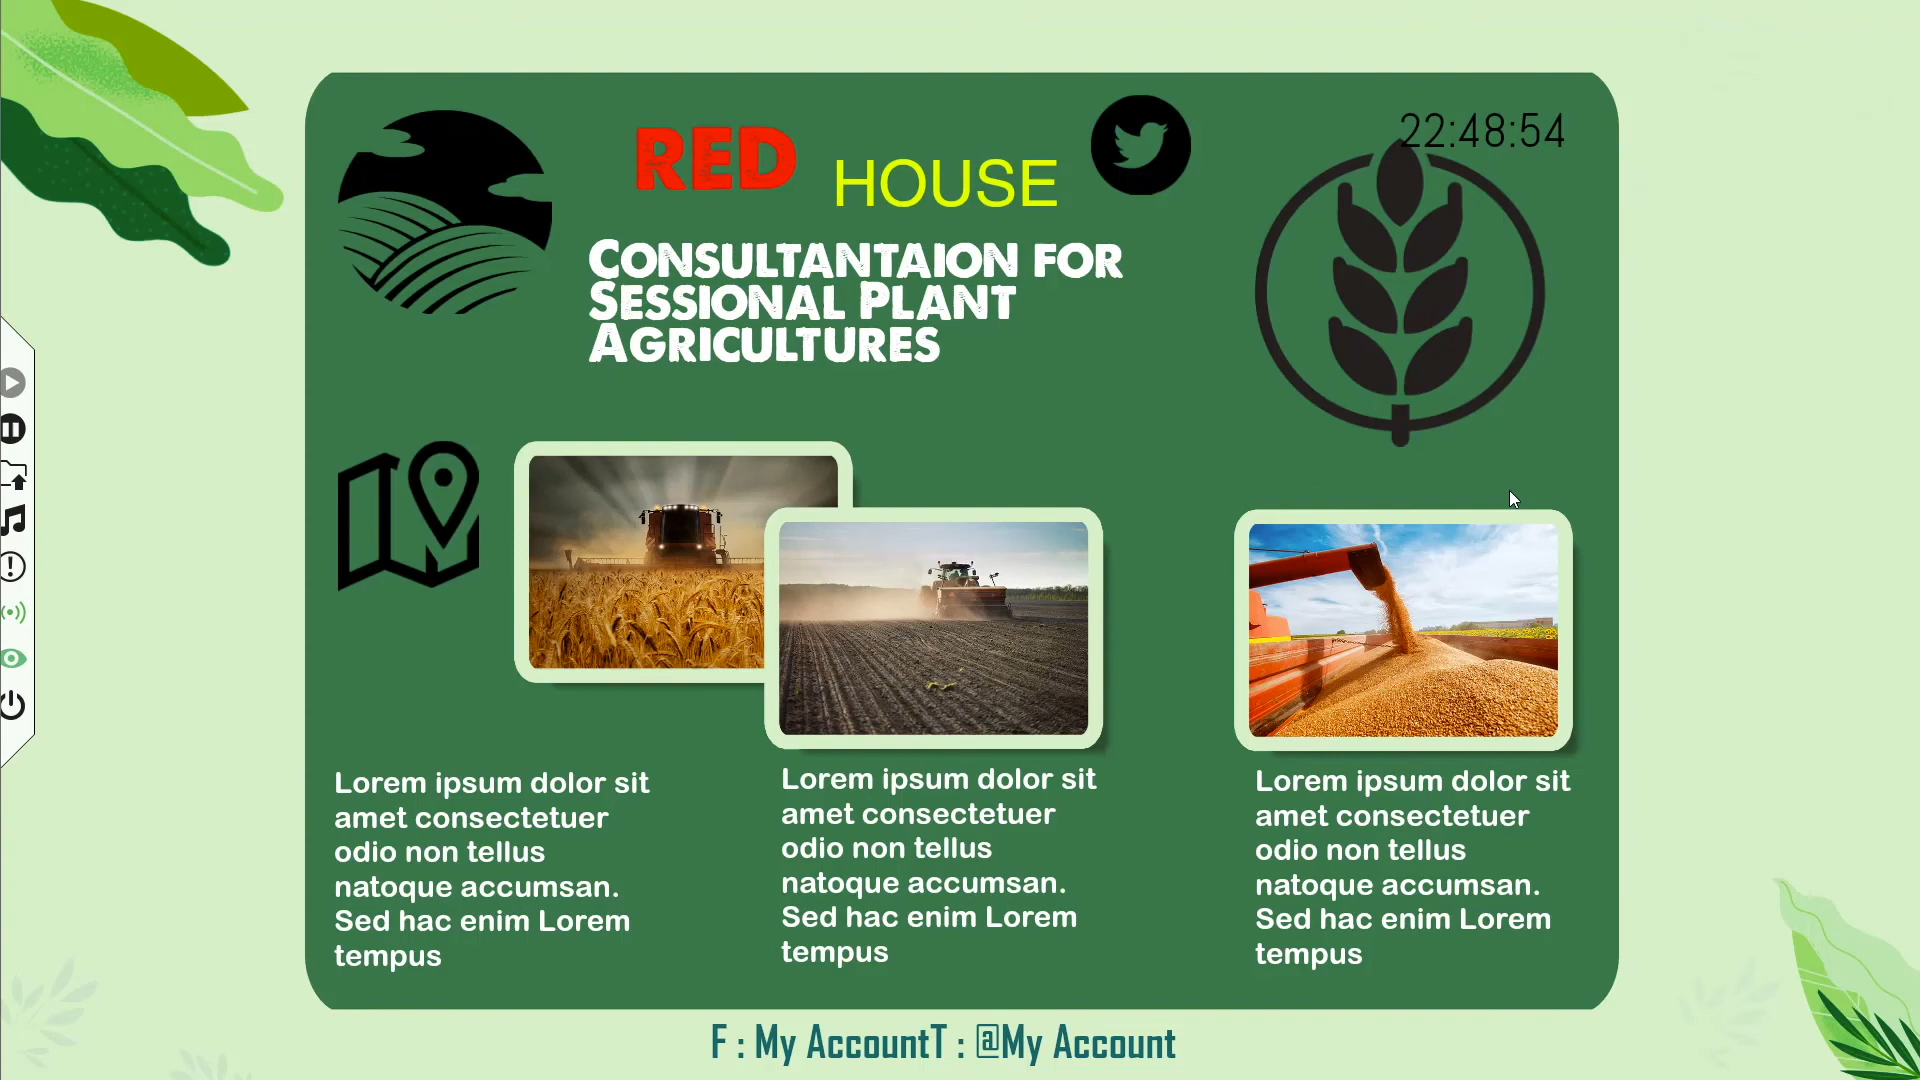 22:48:54
RED
HOUSE
Consultantaion for
Sessional Plant
Agricultures
Lorem ipsum dolor sit
amet consectetuer
odio non tellus
natoque accumsan.
Sed hac enim Lorem
tempus
Lorem ipsum dolor sit
amet consectetuer
odio non tellus
natoque accumsan.
Sed hac enim Lorem
tempus
Lorem ipsum dolor sit
amet consectetuer
odio non tellus
natoque accumsan.
Sed hac enim Lorem
tempus
F : My AccountT : @My Account